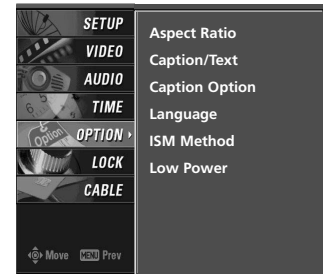 SETUP
VIDEO
AUDIO
TIME
OPTION
LOCK
CABLE
Move MENU Prev
Aspect Ratio
Caption/Text
Caption Option
Language
ISM Method
Low Power